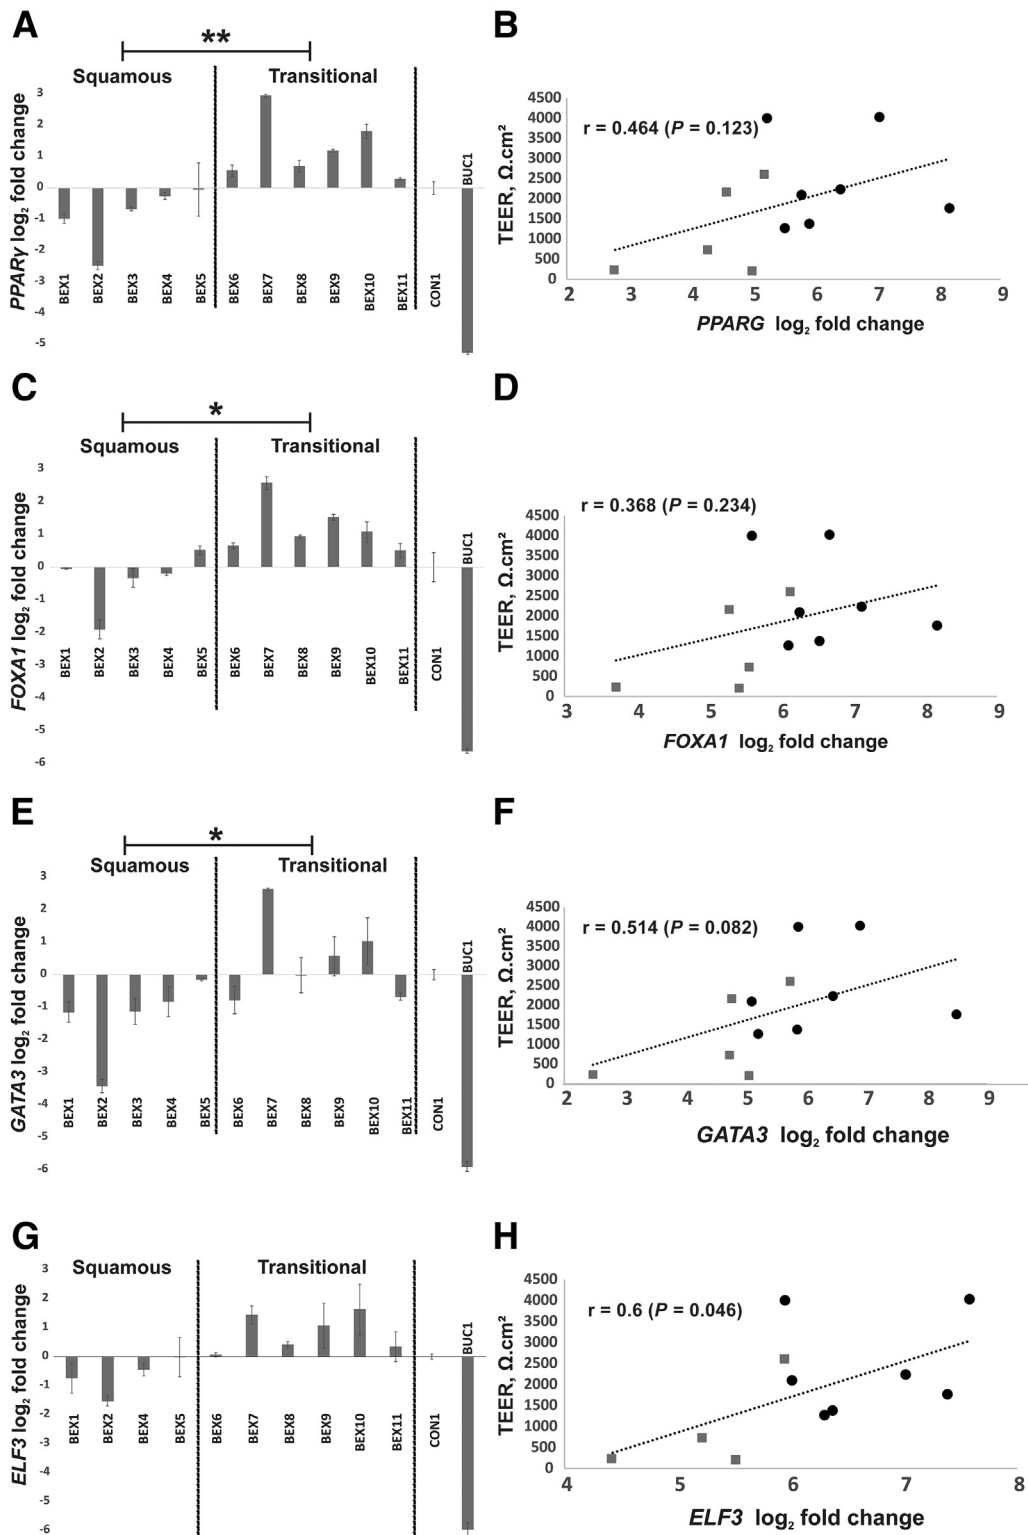 A
**
Squamous
Transitional
PPARγ log2 fold change
3
2
1
0
-1
-2
-3
-4
-5
BEX1
BEX2
BEX3
BEX4
BEX5
BEX6
BEX7
BEX8
BEX9
BEX10
BEX11
CON1
BUC1
B
r = 0.464 (P = 0.123)
TEER, Ω.cm²
4500
4000
3500
3000
2500
2000
1500
1000
500
0
2 3 4 5 6 7 8 9
PPARG log2 fold change
C
*
Squamous
Transitional
FOXA1 log2 fold change
3
2
1
0
-1
-2
-3
-4
-5
-6
BEX1
BEX2
BEX3
BEX4
BEX5
BEX6
BEX7
BEX8
BEX9
BEX10
BEX11
CON1
BUC1
D
r = 0.368 (P = 0.234)
TEER, Ω.cm²
4500
4000
3500
3000
2500
2000
1500
1000
500
0
3 4 5 6 7 8 9
FOXA1 log2 fold change
E
*
Squamous
Transitional
GATA3 log2 fold change
3
2
1
0
-1
-2
-3
-4
-5
-6
BEX1
BEX2
BEX3
BEX4
BEX5
BEX6
BEX7
BEX8
BEX9
BEX10
BEX11
CON1
BUC1
F
r = 0.514 (P = 0.082)
TEER, Ω.cm²
4500
4000
3500
3000
2500
2000
1500
1000
500
0
2 3 4 5 6 7 8 9
GATA3 log2 fold change
G
Squamous
Transitional
ELF3 log2 fold change
3
2
1
0
-1
-2
-3
-4
-5
-6
BEX1
BEX2
BEX4
BEX5
BEX6
BEX7
BEX8
BEX9
BEX10
BEX11
CON1
BUC1
H
r = 0.6 (P = 0.046)
TEER, Ω.cm²
4500
4000
3500
3000
2500
2000
1500
1000
500
0
4 5 6 7 8
ELF3 log2 fold change